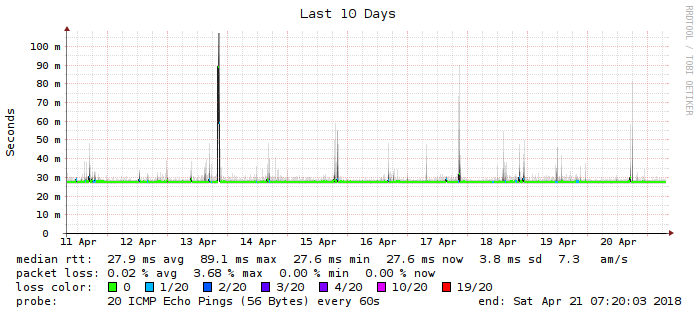 Last 10 Days
RRDTOOL / TOBI OETIKER
Seconds
100 m
90 m
80 m
70 m
60 m
50 m
40 m
30 m
20 m
10 m
0
11 Apr 12 Apr 13 Apr 14 Apr 15 Apr 16 Apr 17 Apr 18 Apr 19 Apr 20 Apr
median rtt: 27.9 ms avg 89.1 ms max 27.6 ms min 27.6 ms now 3.8 ms sd 7.3 am/s
packet loss: 0.02 % avg 3.68 % max 0.00 % min 0.00 % now
loss color: 0 1/20 2/20 3/20 4/20 10/20 19/20
probe: 20 ICMP Echo Pings (56 Bytes) every 60s end: Sat Apr 21 07:20:03 2018